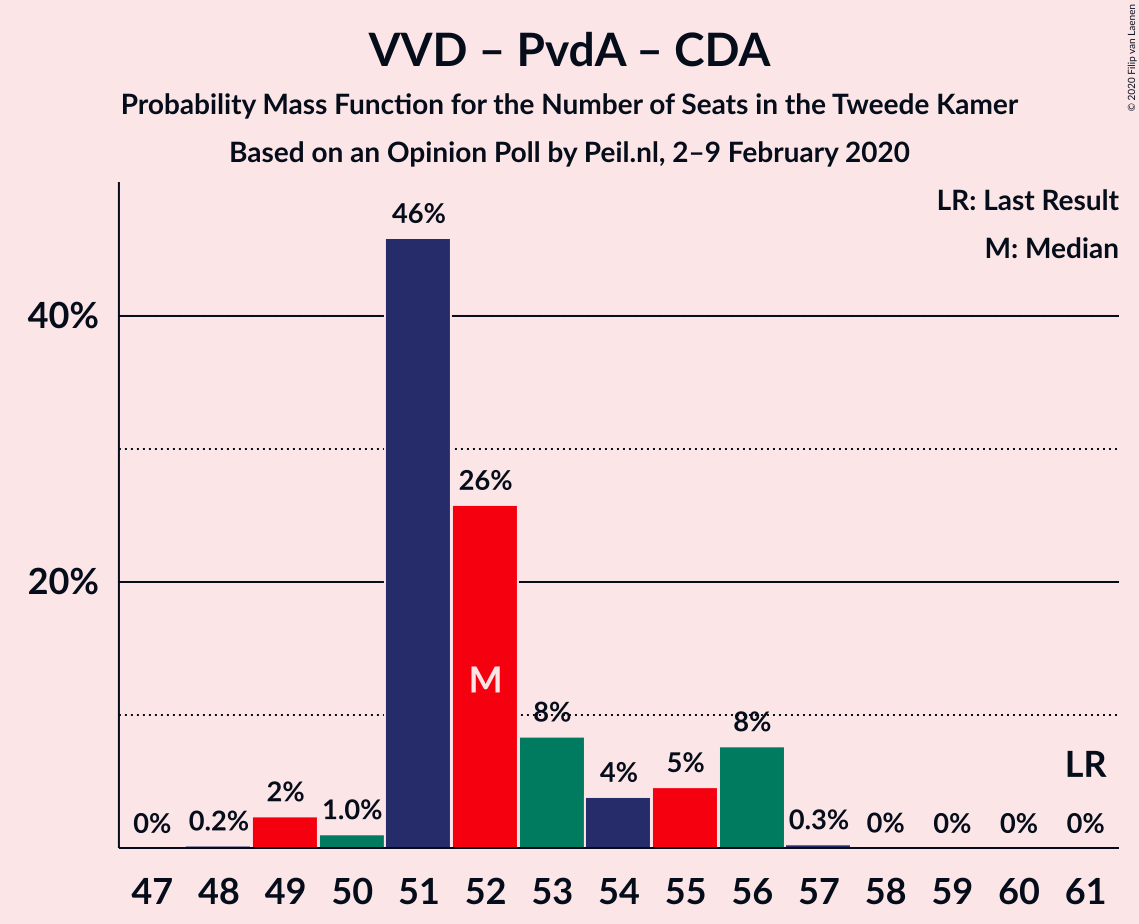 VVD – PvdA – CDA
Probability Mass Function for the Number of Seats in the Tweede Kamer
Based on an Opinion Poll by Peil.nl, 2–9 February 2020
© 2020 Filip van Laenen
LR: Last Result
M: Median
40%
20%
0%
0.2%
2%
1.0%
46%
26%
8%
4%
5%
8%
0.3%
0%
0%
0%
0%
M
LR
47 48 49 50 51 52 53 54 55 56 57 58 59 60 61